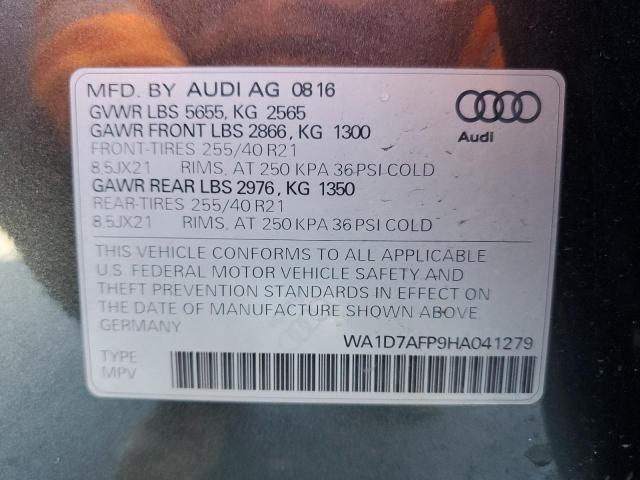 MFD. BY AUDI AG 0816
GVWR LBS 5655, KG 2565
GAWR FRONT LBS 2866, KG 1300
FRONT-TIRES 255/40 R21
8,5JX21 RIMS, AT 250 KPA 36 PSI COLD
GAWR REAR LBS 2976, KG 1350
REAR-TIRES 255/40 R21
8,5JX21 RIMS, AT 250 KPA 36 PSI COLD
Audi
THIS VEHICLE CONFORMS TO ALL APPLICABLE
U.S. FEDERAL MOTOR VEHICLE SAFETY AND
THEFT PREVENTION STANDARDS IN EFFECT ON
THE DATE OF MANUFACTURE SHOWN ABOVE.
GERMANY
WA1D7AFP9HA041279
TYPE
MPV